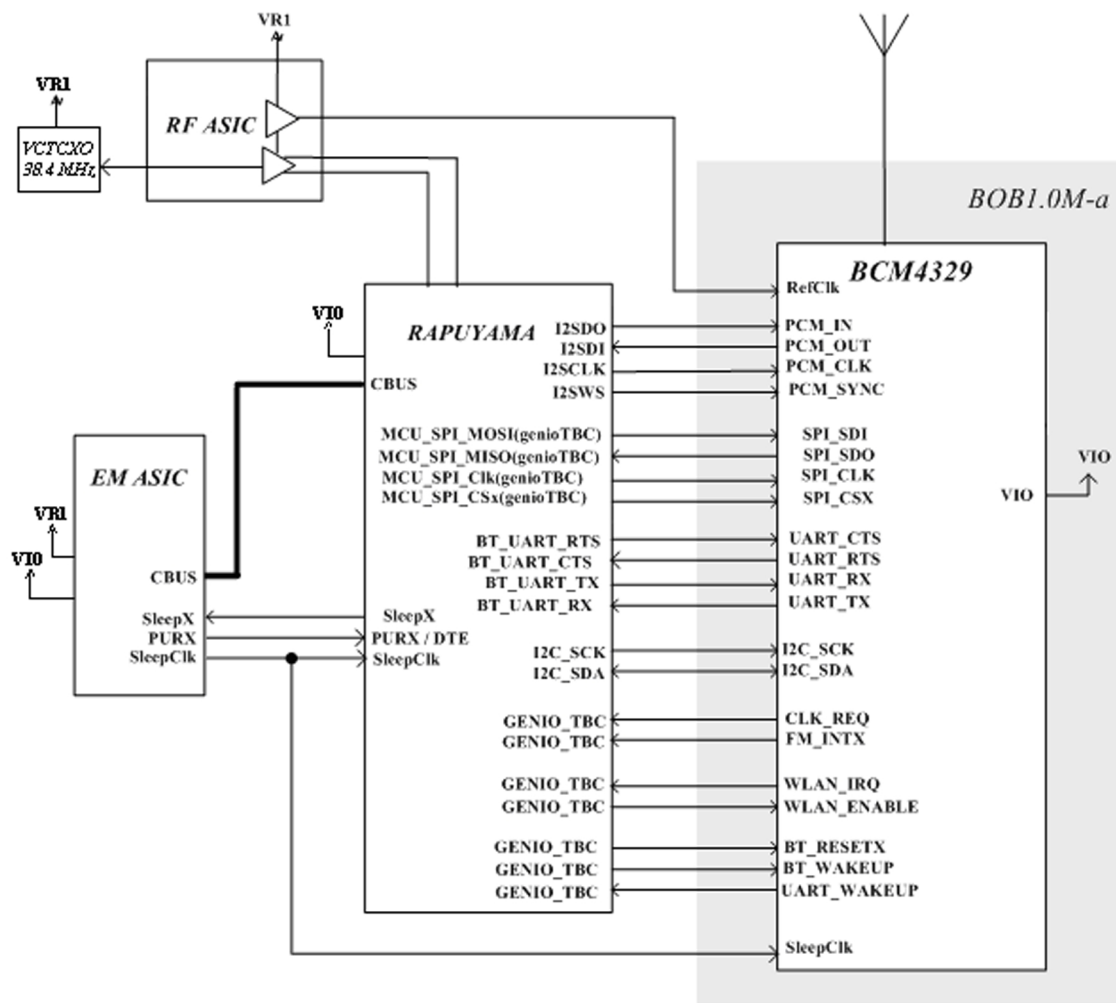 VR1
VR1
RF ASIC
VCTCXO
38.4 MHz
BOB1.0M-a
BCM4329
RefClk
VI0
RAPUYAMA
I2SDO
PCM_IN
I2SDI
PCM_OUT
I2SCLK
PCM_CLK
CBUS
I2SWS
PCM_SYNC
MCU_SPI_MOSI(genioTBC)
SPI_SDI
MCU_SPI_MISO(genioTBC)
SPI_SDO
MCU_SPI_Clk(genioTBC)
SPI_CLK
MCU_SPI_CSx(genioTBC)
SPI_CSX
VIO
VIO
EM ASIC
VR1
VI0
BT_UART_RTS
UART_CTS
BT_UART_CTS
UART_RTS
CBUS
BT_UART_TX
UART_RX
BT_UART_RX
UART_TX
SleepX
SleepX
PURX
PURX / DTE
SleepClk
SleepClk
I2C_SCK
I2C_SCK
I2C_SDA
I2C_SDA
GENIO_TBC
CLK_REQ
GENIO_TBC
FM_INTX
GENIO_TBC
WLAN_IRQ
GENIO_TBC
WLAN_ENABLE
GENIO_TBC
BT_RESETX
GENIO_TBC
BT_WAKEUP
GENIO_TBC
UART_WAKEUP
SleepClk